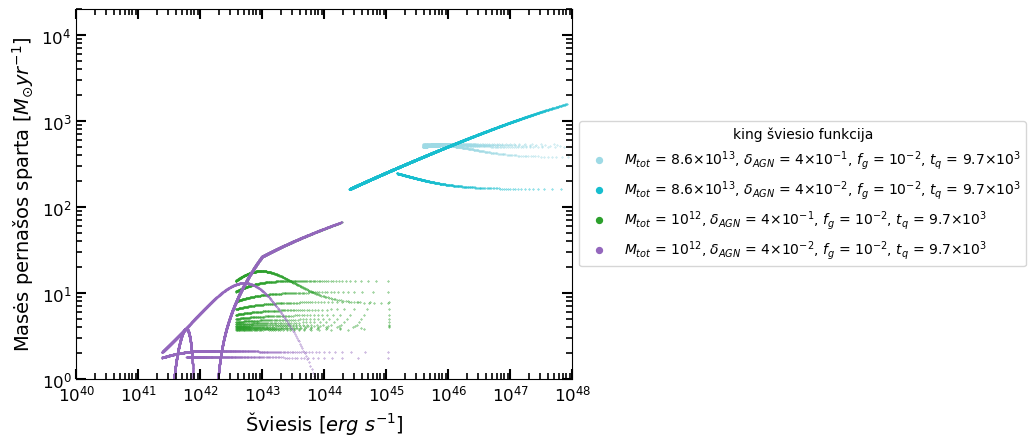 10⁴
10³
10²
10¹
10⁰
Masės pernašos sparta [M⊙yr⁻¹]
10⁴⁰ 10⁴¹ 10⁴² 10⁴³ 10⁴⁴ 10⁴⁵ 10⁴⁶ 10⁴⁷ 10⁴⁸
Šviesis [erg s⁻¹]
king šviesio funkcija
M_tot = 8.6×10¹³, δ_AGN = 4×10⁻¹, f_g = 10⁻², t_q = 9.7×10³
M_tot = 8.6×10¹³, δ_AGN = 4×10⁻², f_g = 10⁻², t_q = 9.7×10³
M_tot = 10¹², δ_AGN = 4×10⁻¹, f_g = 10⁻², t_q = 9.7×10³
M_tot = 10¹², δ_AGN = 4×10⁻², f_g = 10⁻², t_q = 9.7×10³